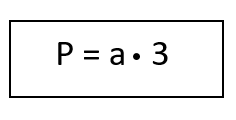 P = a • 3